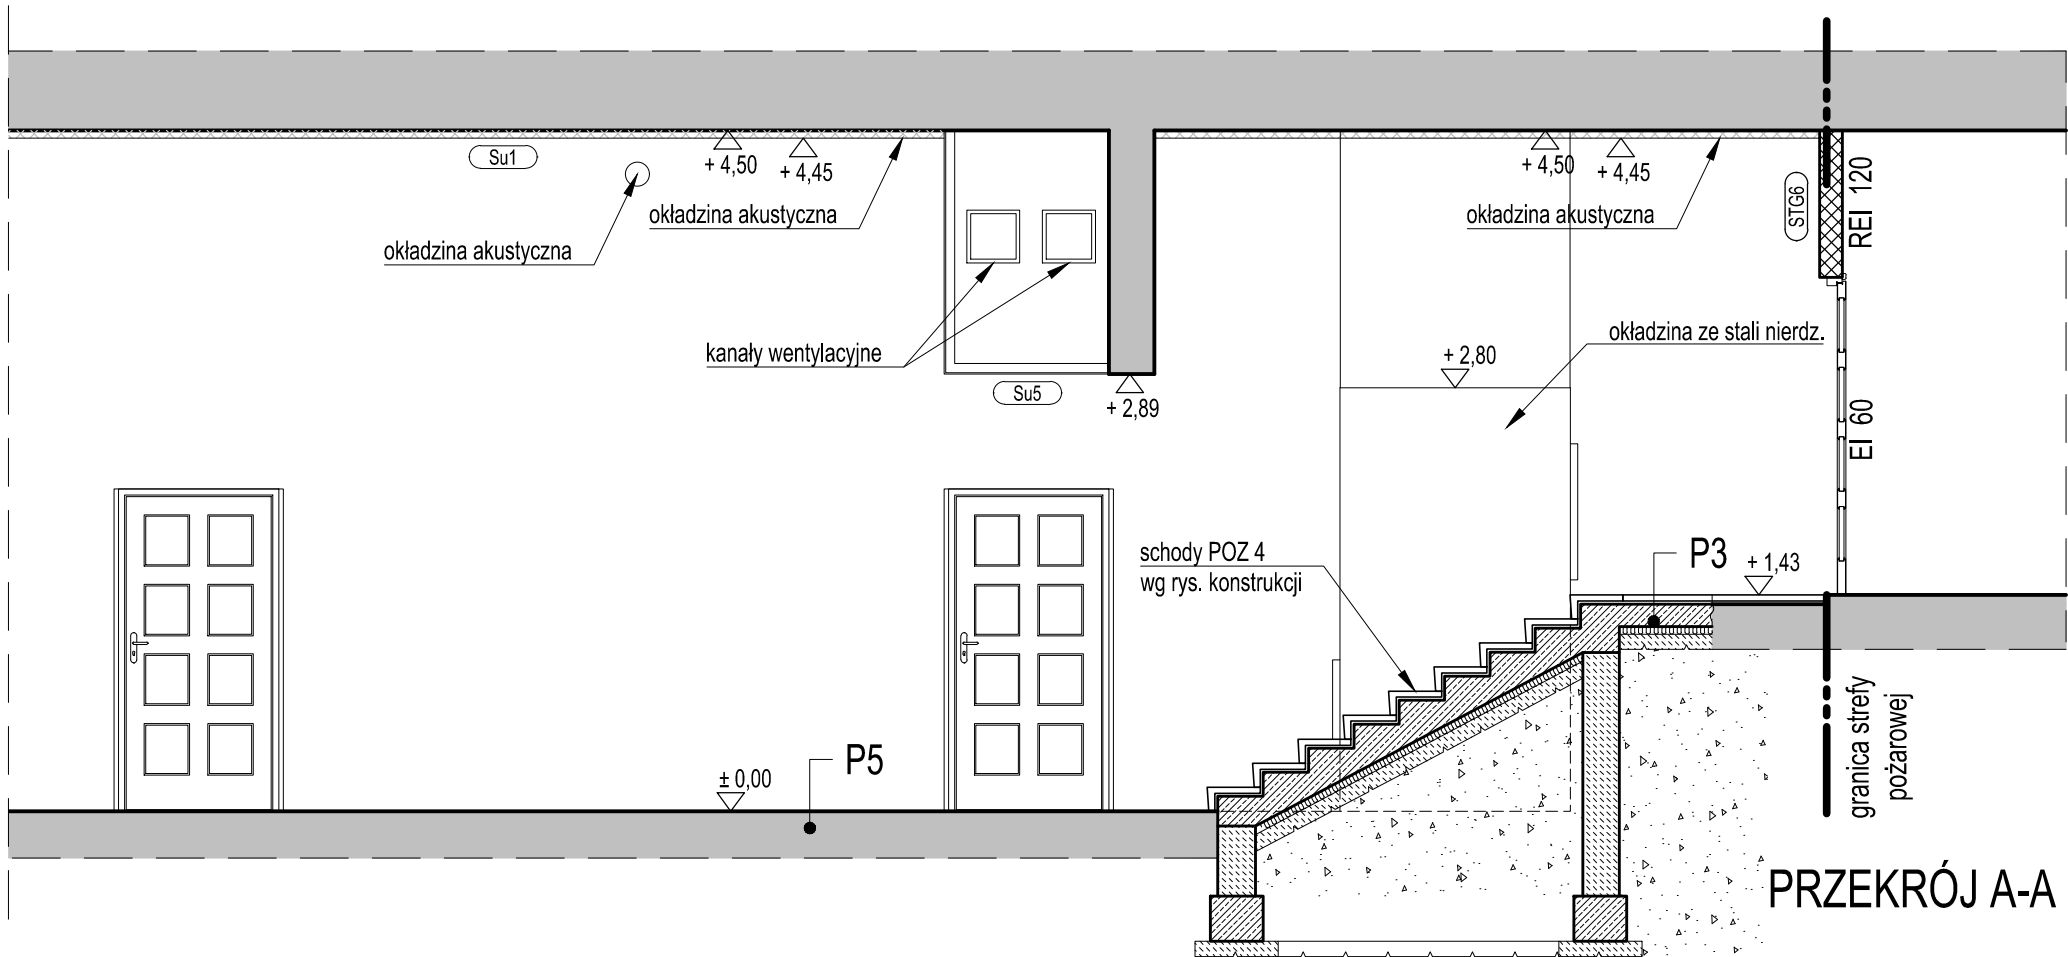 Su1
+ 4,50
+ 4,45
okładzina akustyczna
okładzina akustyczna
kanały wentylacyjne
Su5
+ 2,89
+ 4,50
+ 4,45
okładzina akustyczna
STG6
REI 120
okładzina ze stali nierdz.
+ 2,80
EI 60
schody POZ 4
wg rys. konstrukcji
P3
+ 1,43
± 0,00
P5
granica strefy
pożarowej
PRZEKRÓJ A-A